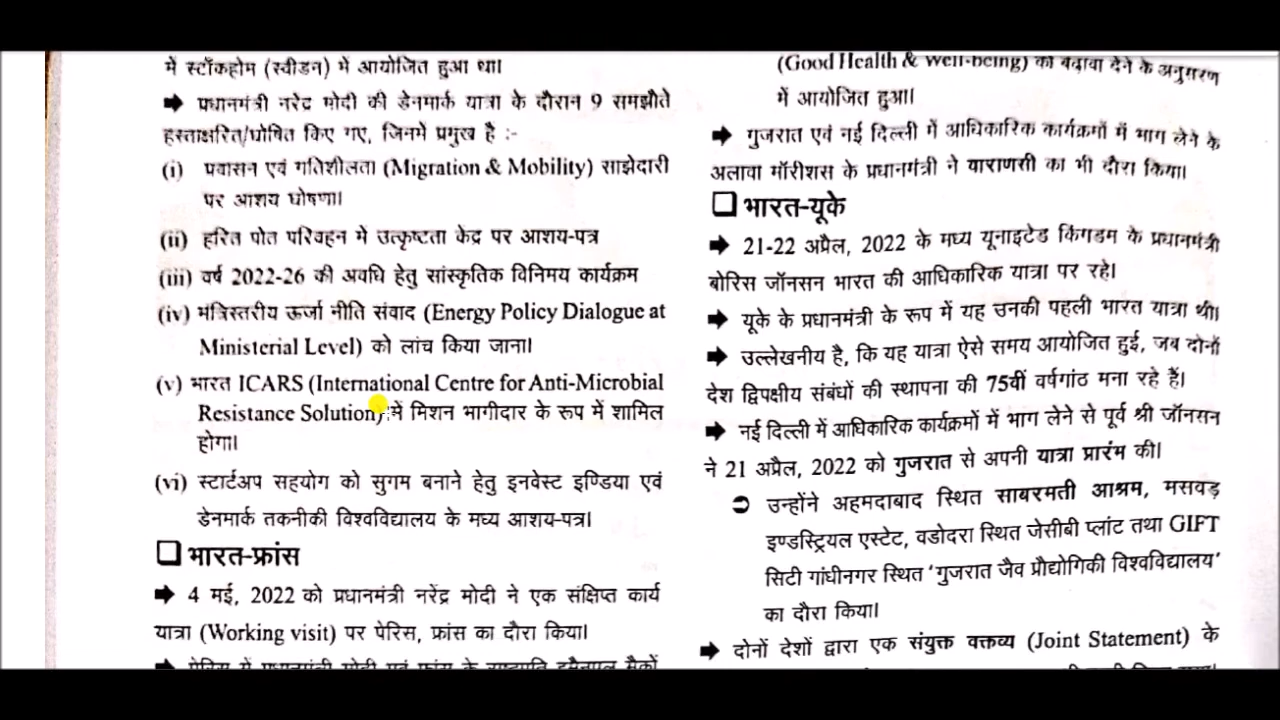 में स्टॉकहोम (स्वीडन) में आयोजित हुआ था।
➡ प्रधानमंत्री नरेंद्र मोदी की डेनमार्क यात्रा के दौरान 9 समझौते
हस्ताक्षरित/घोषित किए गए, जिनमें प्रमुख है :-
(i) प्रवासन एवं गतिशीलता (Migration & Mobility) साझेदारी
पर आशय घोषणा।
(ii) हरित पोत परिवहन में उत्कृष्टता केंद्र पर आशय-पत्र
(iii) वर्ष 2022-26 की अवधि हेतु सांस्कृतिक विनिमय कार्यक्रम
(iv) मंत्रिस्तरीय ऊर्जा नीति संवाद (Energy Policy Dialogue at
Ministerial Level) को लांच किया जाना।
(v) भारत ICARS (International Centre for Anti-Microbial
Resistance Solution) में मिशन भागीदार के रूप में शामिल
होगा।
(vi) स्टार्टअप सहयोग को सुगम बनाने हेतु इनवेस्ट इण्डिया एवं
डेनमार्क तकनीकी विश्वविद्यालय के मध्य आशय-पत्र।
❑ भारत-फ्रांस
➡ 4 मई, 2022 को प्रधानमंत्री नरेंद्र मोदी ने एक संक्षिप्त कार्य
यात्रा (Working visit) पर पेरिस, फ्रांस का दौरा किया।
➡ पेरिस में प्रधानमंत्री मोदी एवं फ्रांस के राष्ट्रपति इमैनुएल मैक्रों
(Good Health & Well-being) को बढ़ावा देने के अनुसरण
में आयोजित हुआ।
➡ गुजरात एवं नई दिल्ली में आधिकारिक कार्यक्रमों में भाग लेने के
अलावा मॉरीशस के प्रधानमंत्री ने वाराणसी का भी दौरा किया।
❑ भारत-यूके
➡ 21-22 अप्रैल, 2022 के मध्य यूनाइटेड किंगडम के प्रधानमंत्री
बोरिस जॉनसन भारत की आधिकारिक यात्रा पर रहे।
➡ यूके के प्रधानमंत्री के रूप में यह उनकी पहली भारत यात्रा थी।
➡ उल्लेखनीय है, कि यह यात्रा ऐसे समय आयोजित हुई, जब दोनों
देश द्विपक्षीय संबंधों की स्थापना की 75वीं वर्षगांठ मना रहे हैं।
➡ नई दिल्ली में आधिकारिक कार्यक्रमों में भाग लेने से पूर्व श्री जॉनसन
ने 21 अप्रैल, 2022 को गुजरात से अपनी यात्रा प्रारंभ की।
➲ उन्होंने अहमदाबाद स्थित साबरमती आश्रम, मसवड़
इण्डस्ट्रियल एस्टेट, वडोदरा स्थित जेसीबी प्लांट तथा GIFT
सिटी गांधीनगर स्थित ‘गुजरात जैव प्रौद्योगिकी विश्वविद्यालय’
का दौरा किया।
➡ दोनों देशों द्वारा एक संयुक्त वक्तव्य (Joint Statement) के